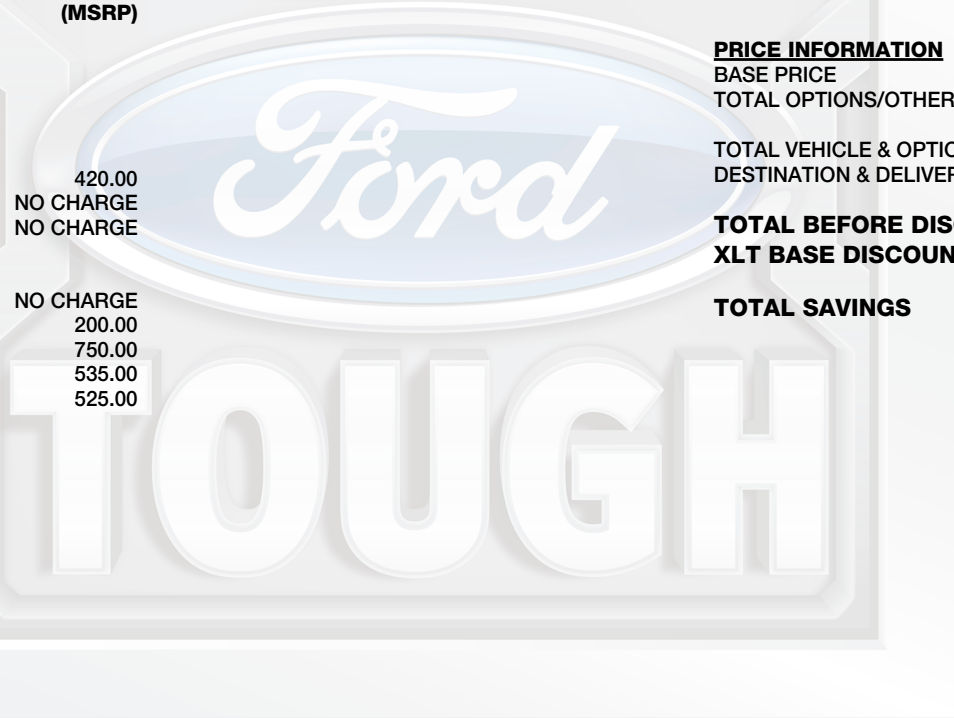 (MSRP)
420.00
NO CHARGE
NO CHARGE
NO CHARGE
200.00
750.00
535.00
525.00
PRICE INFORMATION
BASE PRICE
TOTAL OPTIONS/OTHER
TOTAL VEHICLE & OPTIO
DESTINATION & DELIVER
TOTAL BEFORE DIS
XLT BASE DISCOUN
TOTAL SAVINGS
Ford
TOUGH